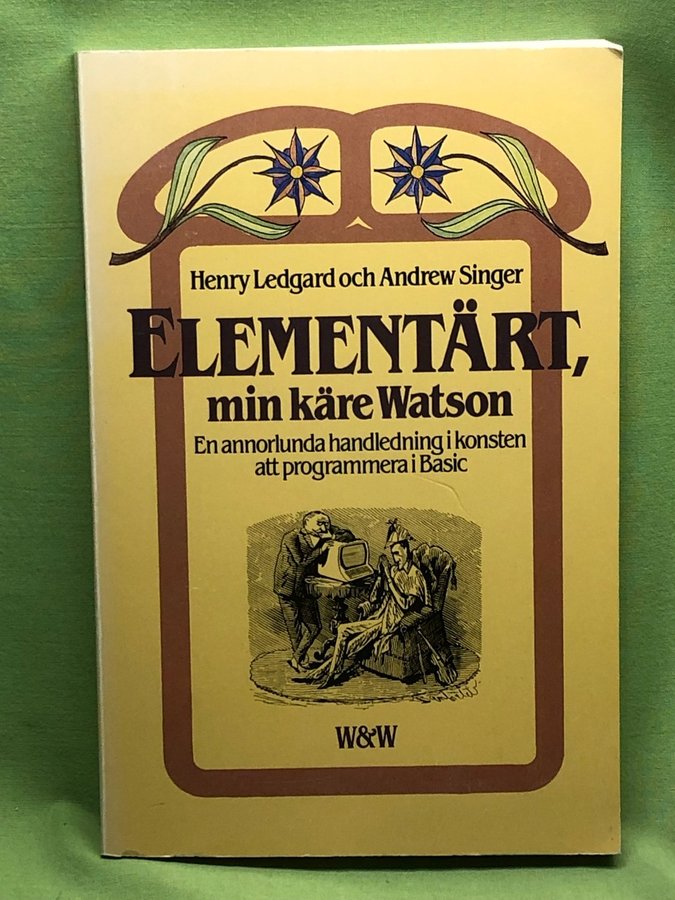 Henry Ledgard och Andrew Singer
ELEMENTÄRT,
min käre Watson
En annorlunda handledning i konsten
att programmera i Basic
W&W